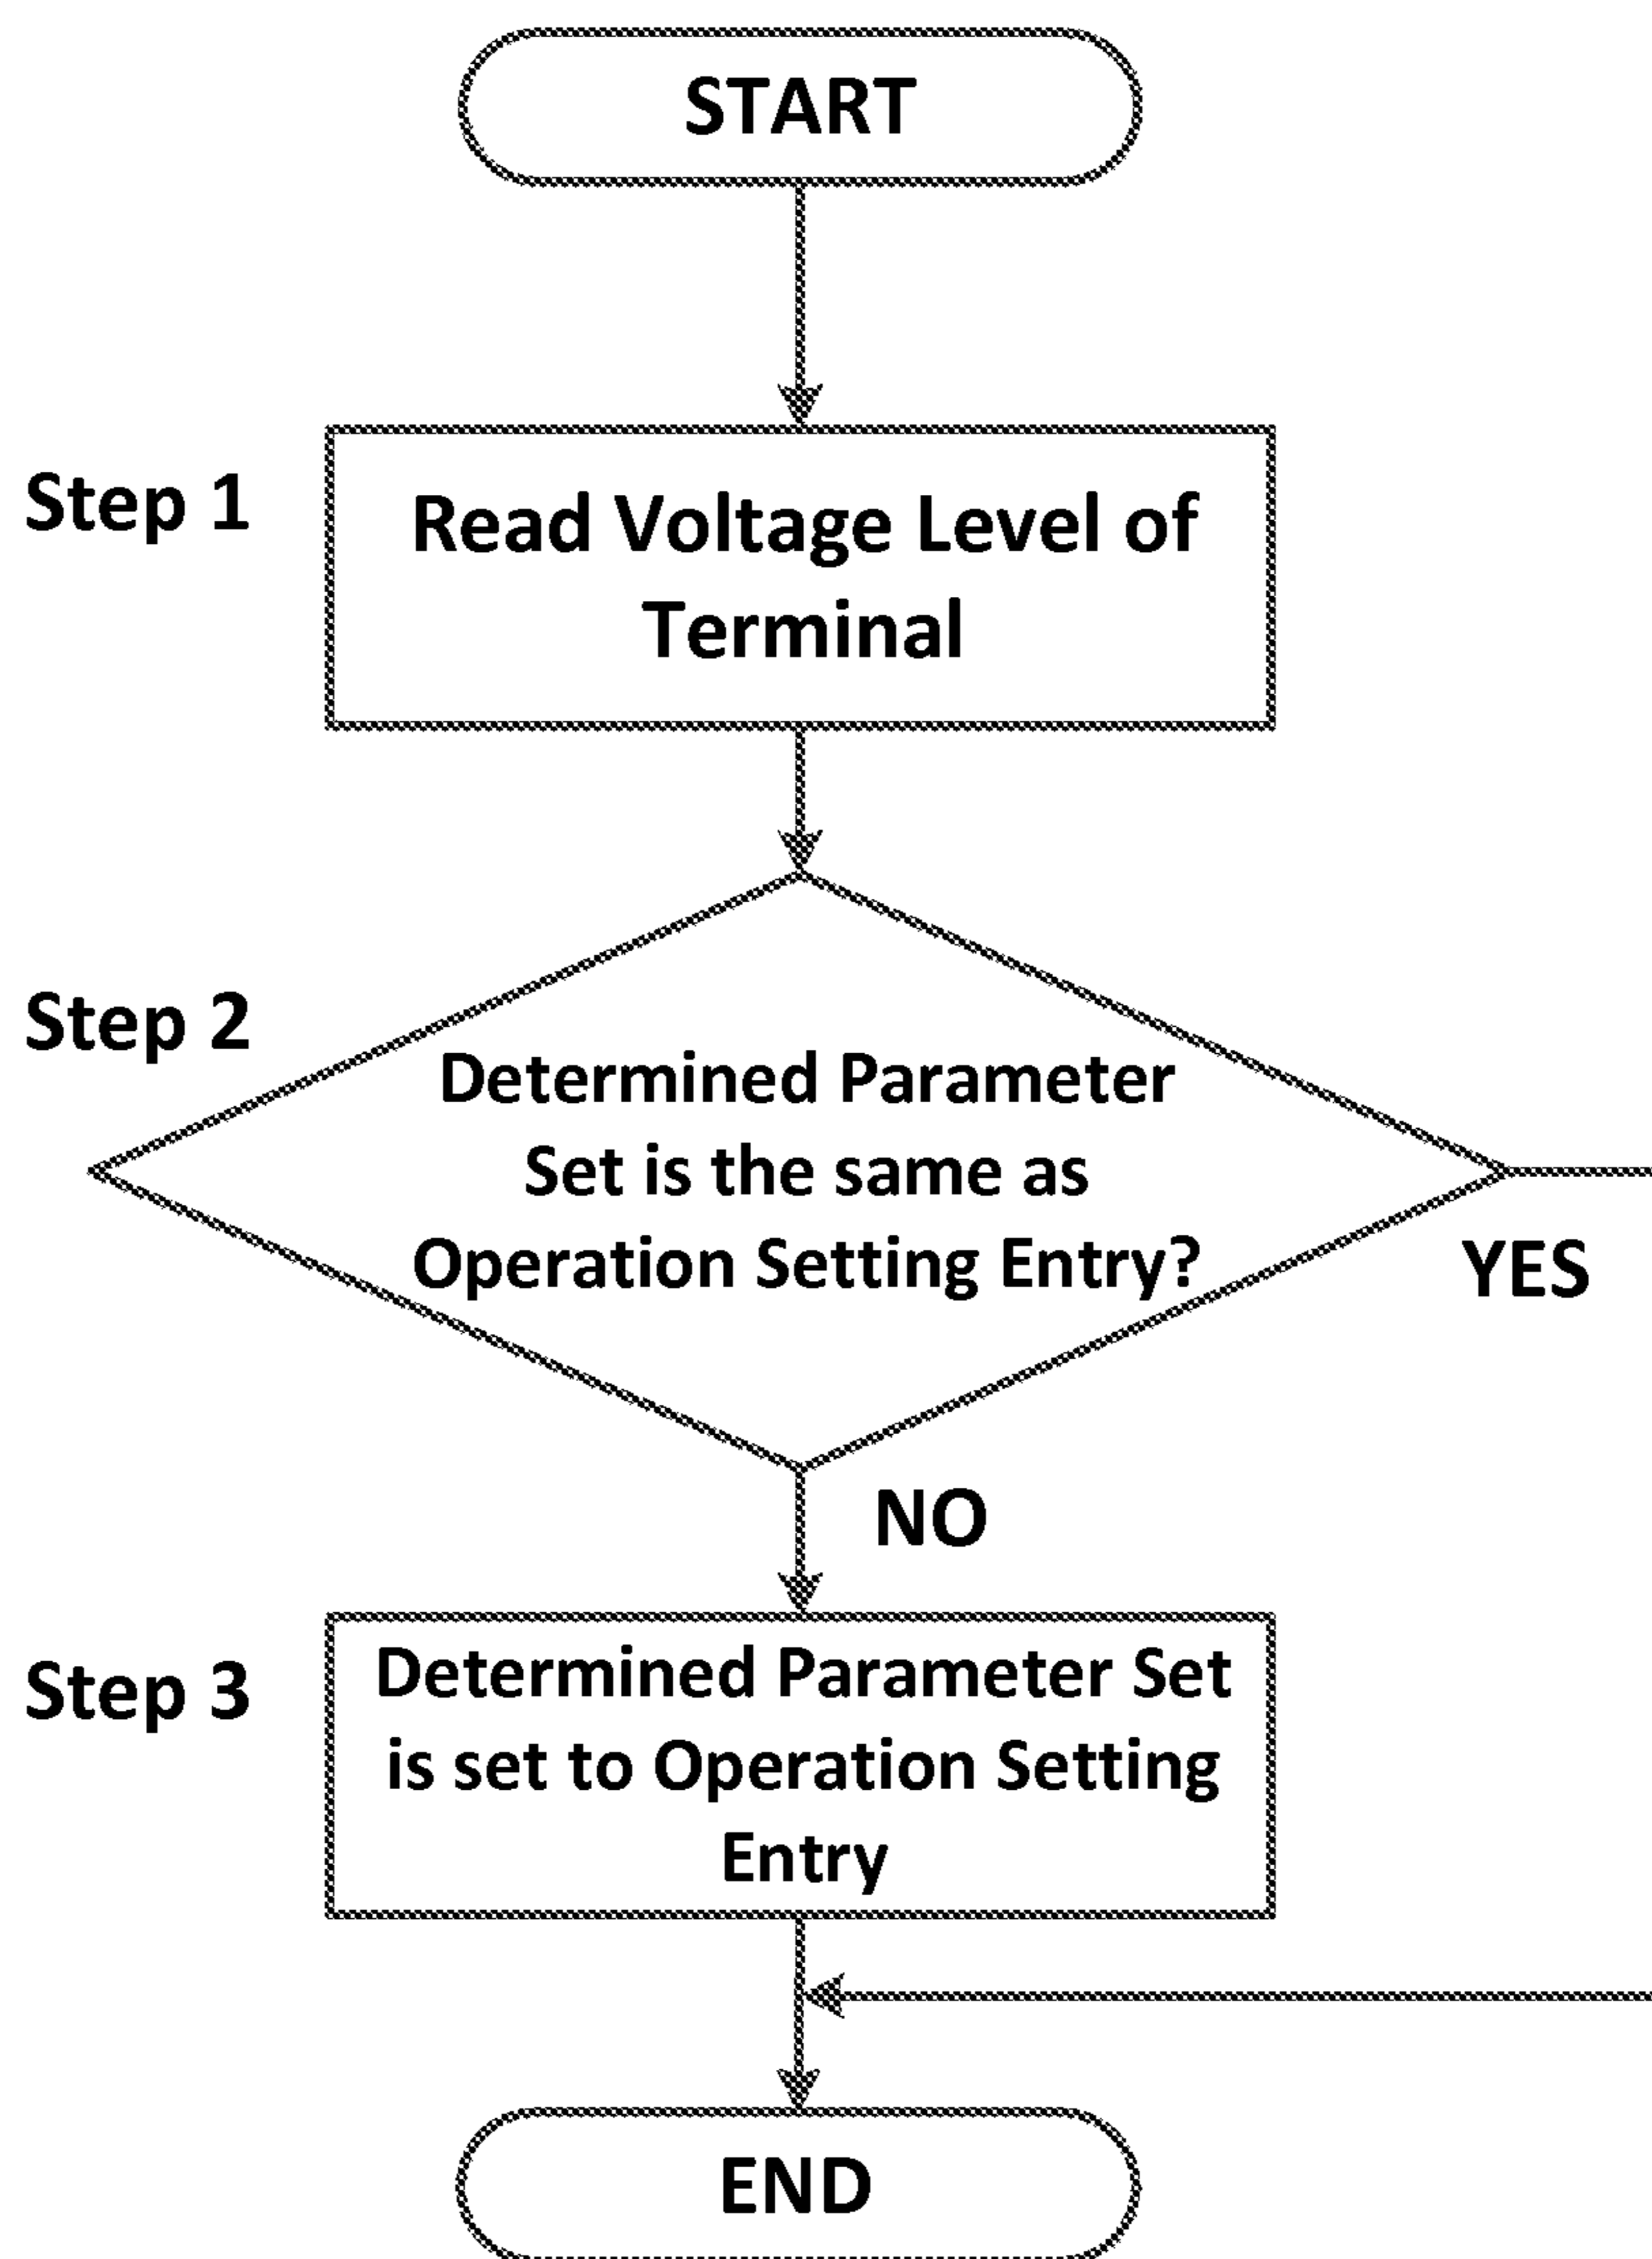 START
Step 1
Read Voltage Level of
Terminal
Step 2
Determined Parameter
Set is the same as
Operation Setting Entry?
YES
NO
Step 3
Determined Parameter Set
is set to Operation Setting
Entry
END